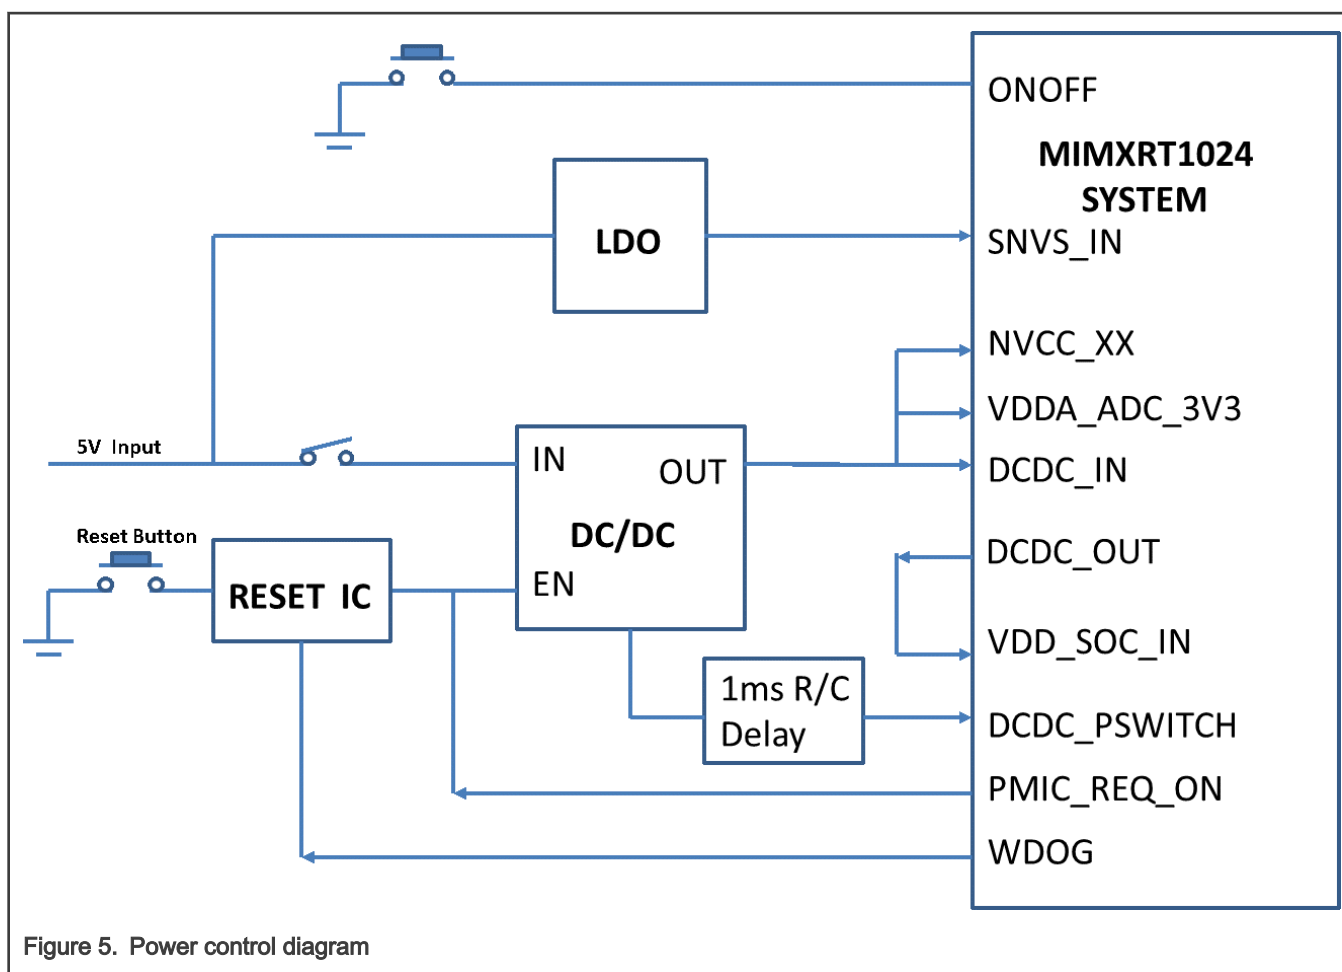 ONOFF
MIMXRT1024
SYSTEM
LDO
SNVS_IN
NVCC_XX
VDDA_ADC_3V3
5V Input
IN
OUT
DCDC_IN
DC/DC
Reset Button
DCDC_OUT
RESET IC
EN
VDD_SOC_IN
1ms R/C
Delay
DCDC_PSWITCH
PMIC_REQ_ON
WDOG
Figure 5. Power control diagram